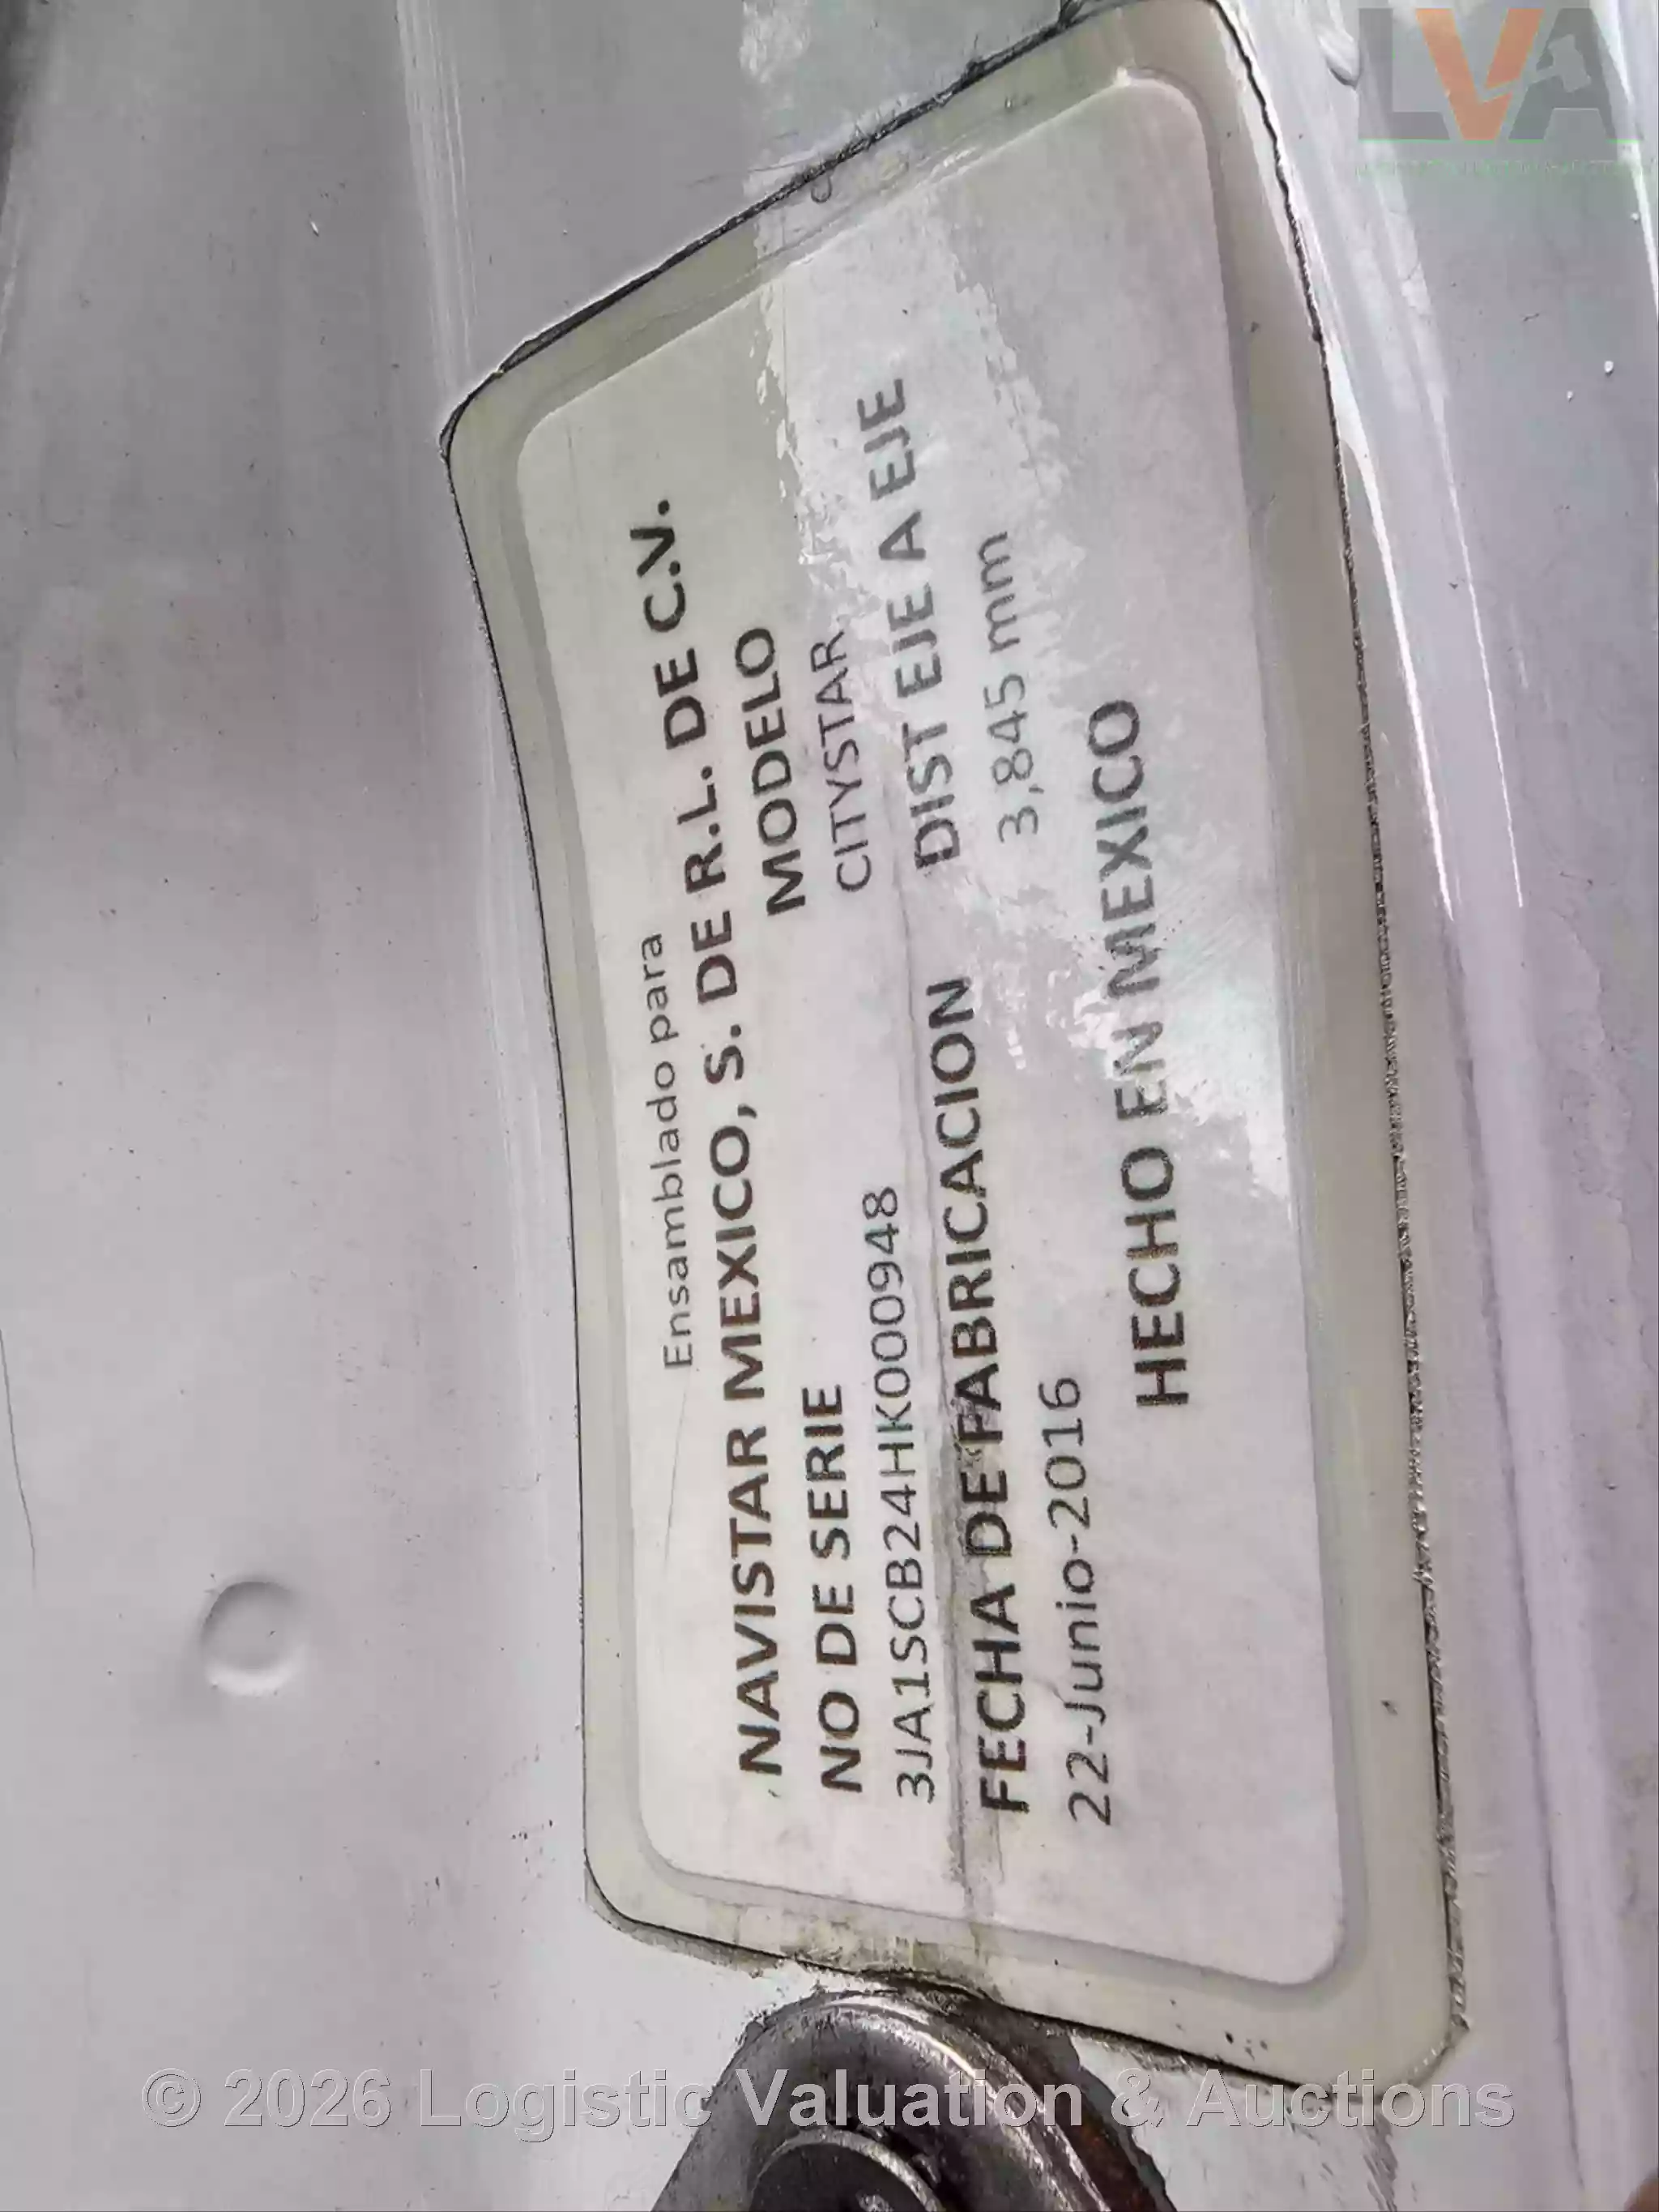 LVA
Ensamblado para
NAVISTAR MEXICO, S. DE R.L. DE C.V.
NO DE SERIE MODELO
3JA1SCB24HK000948 CITYSTAR
FECHA DE FABRICACION DIST EJE A EJE
22-Junio-2016 3,845 mm
HECHO EN MEXICO
© 2026 Logistic Valuation & Auctions